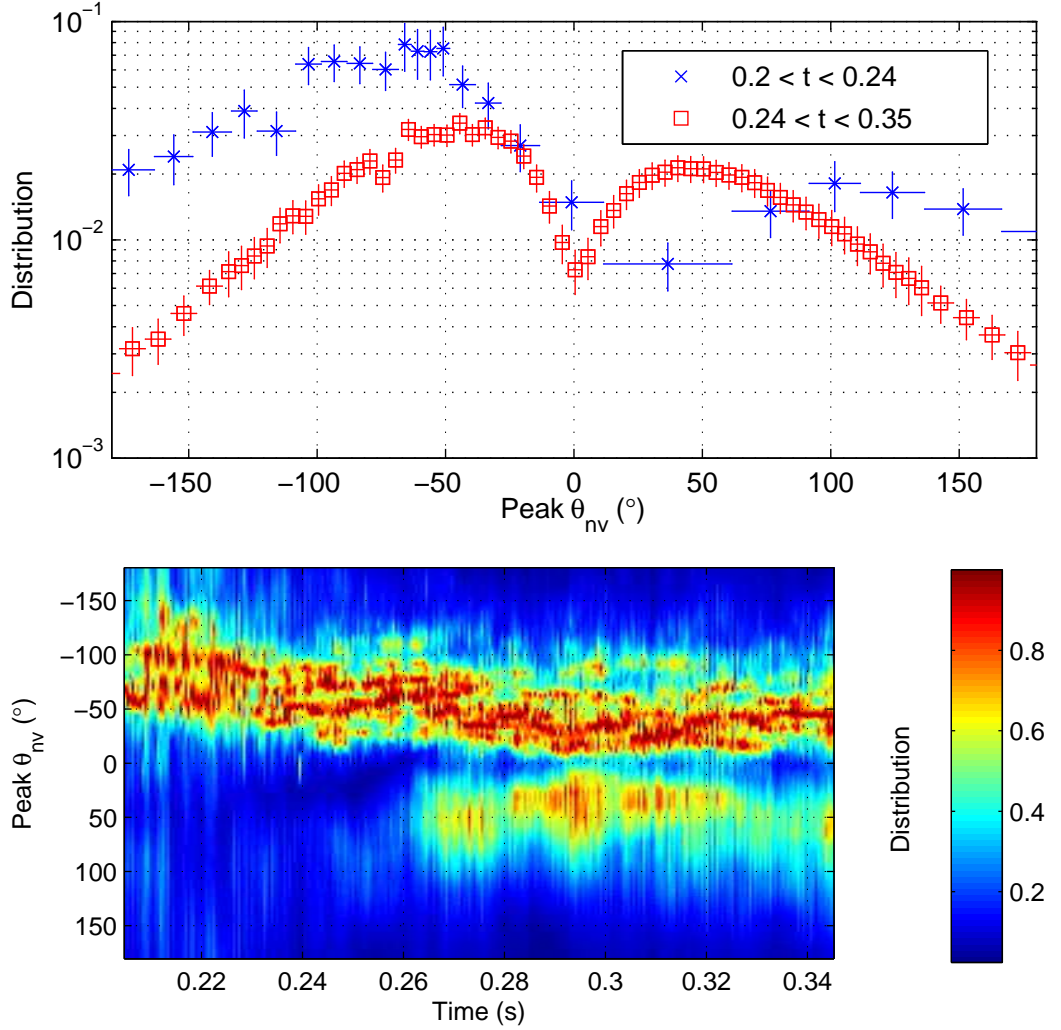 10⁻¹
10⁻²
10⁻³
Distribution
0.2 < t < 0.24
0.24 < t < 0.35
−150 −100 −50 0 50 100 150
Peak θnv (°)
−150
−100
−50
0
50
100
150
Peak θnv (°)
0.22 0.24 0.26 0.28 0.3 0.32 0.34
Time (s)
Distribution
0.8
0.6
0.4
0.2